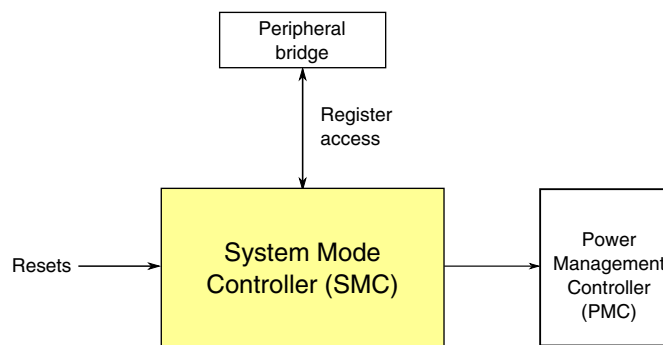 Peripheral
bridge
Register
access
Resets
System Mode
Controller (SMC)
Power
Management
Controller
(PMC)